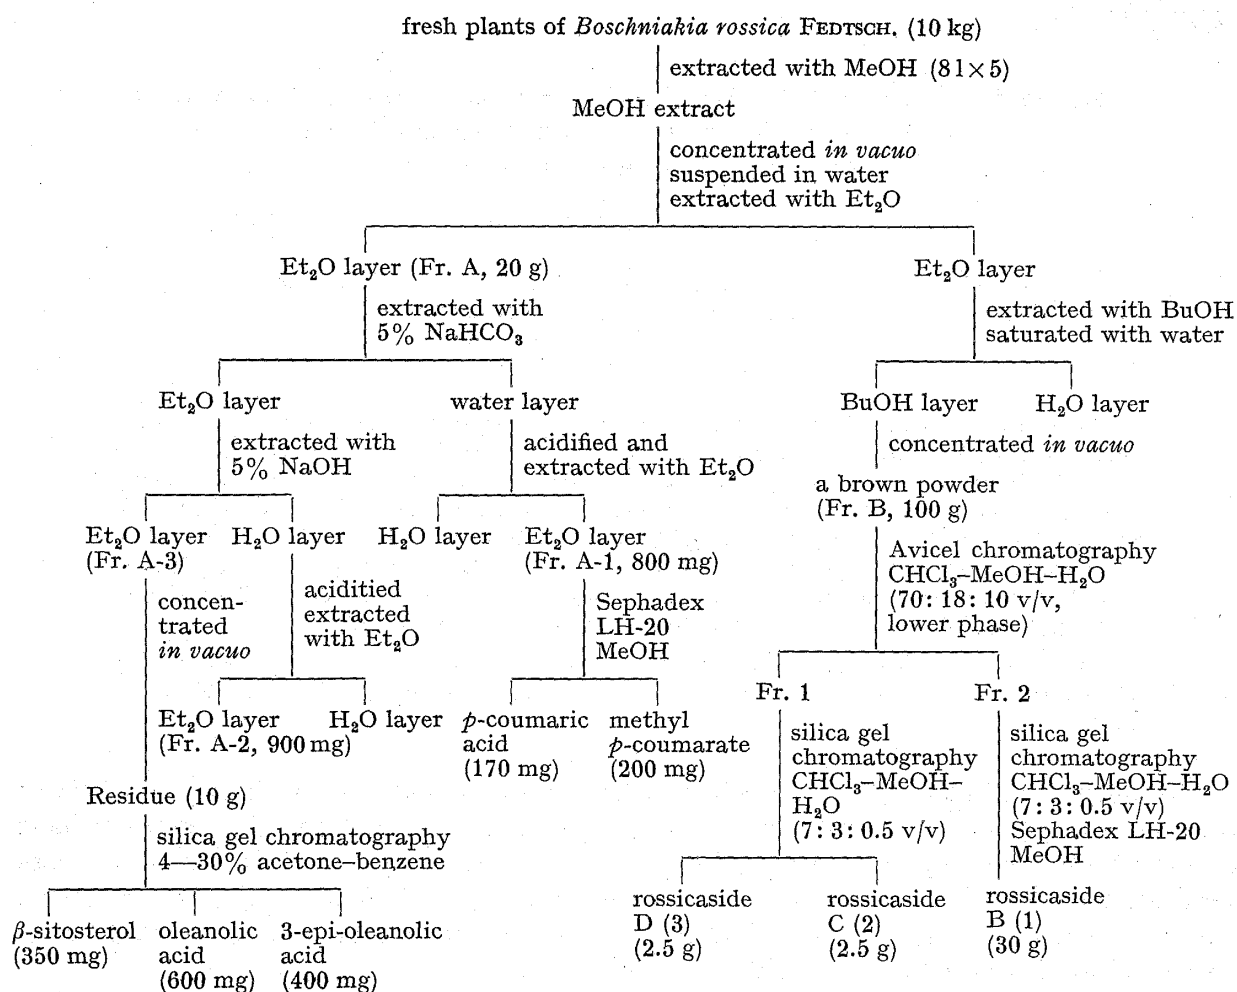 fresh plants of Boschniakia rossica FEDTSCH. (10 kg)
extracted with MeOH (81×5)
MeOH extract
concentrated in vacuo
suspended in water
extracted with Et₂O
Et₂O layer (Fr. A, 20 g)
Et₂O layer
extracted with
5% NaHCO₃
extracted with BuOH
saturated with water
Et₂O layer
water layer
BuOH layer
H₂O layer
extracted with
5% NaOH
acidified and
extracted with Et₂O
concentrated in vacuo
a brown powder
(Fr. B, 100 g)
Et₂O layer
(Fr. A-3)
H₂O layer
H₂O layer
Et₂O layer
(Fr. A-1, 800 mg)
Avicel chromatography
CHCl₃–MeOH–H₂O
(70: 18: 10 v/v,
lower phase)
concen-
trated
in vacuo
aciditied
extracted
with Et₂O
Sephadex
LH-20
MeOH
Fr. 1
Fr. 2
Et₂O layer
(Fr. A-2, 900 mg)
H₂O layer
p-coumaric
acid
(170 mg)
methyl
p-coumarate
(200 mg)
silica gel
chromatography
CHCl₃–MeOH–
H₂O
(7: 3: 0.5 v/v)
silica gel
chromatography
CHCl₃–MeOH–H₂O
(7: 3: 0.5 v/v)
Sephadex LH-20
MeOH
Residue (10 g)
silica gel chromatography
4—30% acetone–benzene
β-sitosterol
(350 mg)
oleanolic
acid
(600 mg)
3-epi-oleanolic
acid
(400 mg)
rossicaside
D (3)
(2.5 g)
rossicaside
C (2)
(2.5 g)
rossicaside
B (1)
(30 g)